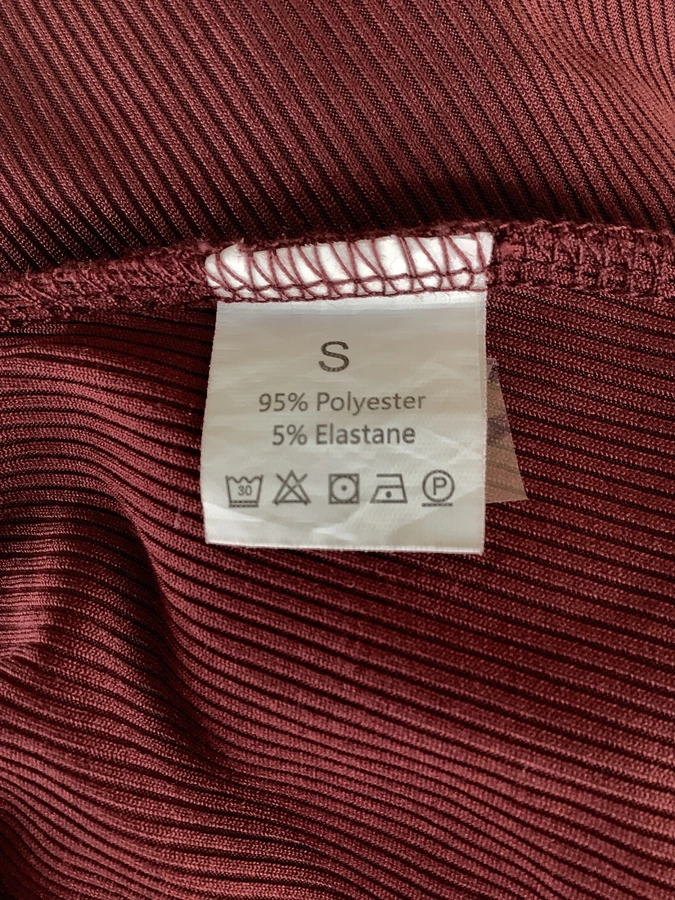 S
95% Polyester
5% Elastane
30 P